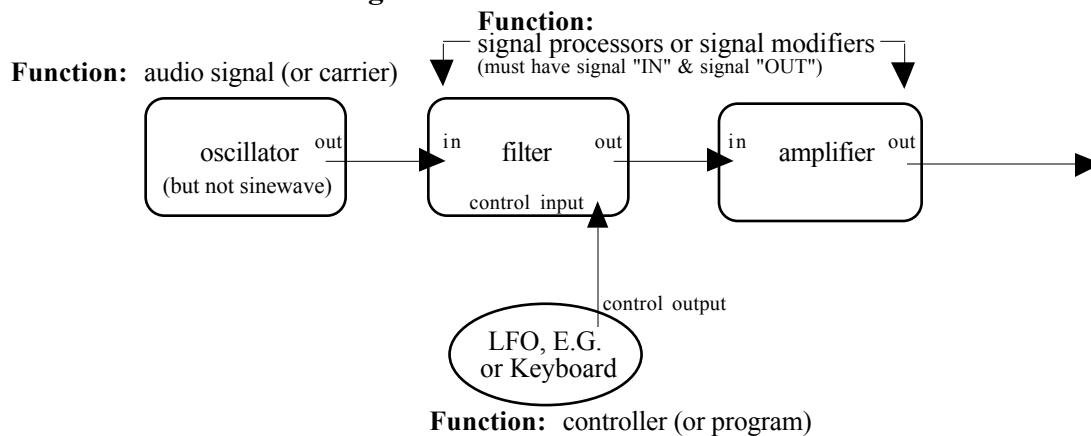 Function:
signal processors or signal modifiers
(must have signal "IN" & signal "OUT")
Function: audio signal (or carrier)
oscillator out
(but not sinewave)
in filter out
control input
in amplifier out
control output
LFO, E.G.
or Keyboard
Function: controller (or program)